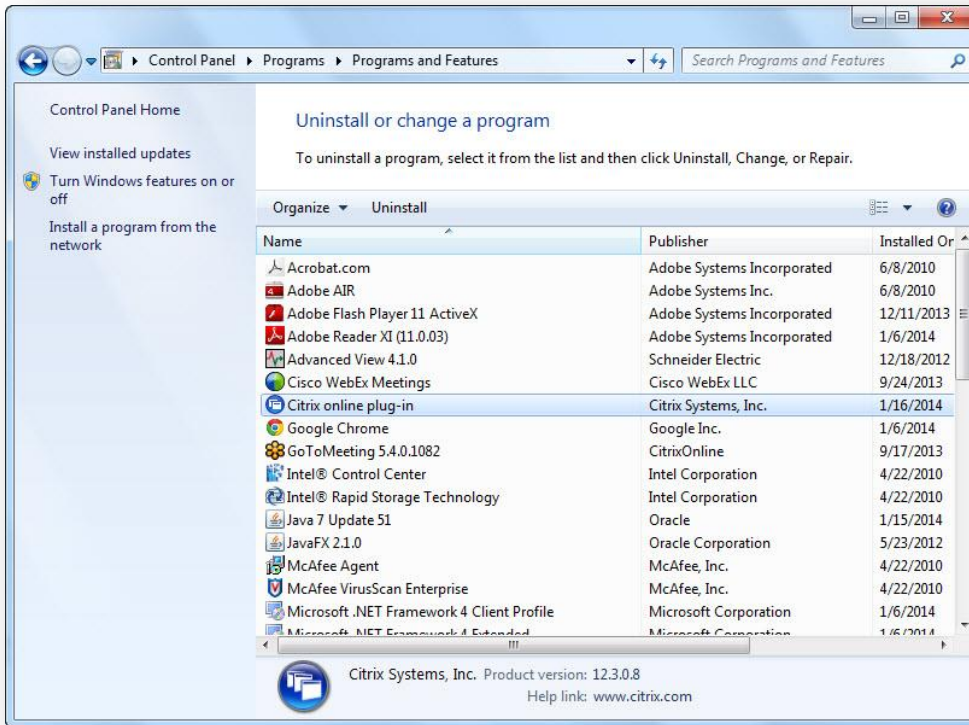 Control Panel ▸ Programs ▸ Programs and Features
Search Programs and Features
Control Panel Home
View installed updates
Turn Windows features on or
off
Install a program from the
network
Uninstall or change a program
To uninstall a program, select it from the list and then click Uninstall, Change, or Repair.
Organize Uninstall
Name Publisher Installed Or
Acrobat.com Adobe Systems Incorporated 6/8/2010
Adobe AIR Adobe Systems Inc. 6/8/2010
Adobe Flash Player 11 ActiveX Adobe Systems Incorporated 12/11/2013
Adobe Reader XI (11.0.03) Adobe Systems Incorporated 1/6/2014
Advanced View 4.1.0 Schneider Electric 12/18/2012
Cisco WebEx Meetings Cisco WebEx LLC 9/24/2013
Citrix online plug-in Citrix Systems, Inc. 1/16/2014
Google Chrome Google Inc. 1/6/2014
GoToMeeting 5.4.0.1082 CitrixOnline 9/17/2013
Intel® Control Center Intel Corporation 4/22/2010
Intel® Rapid Storage Technology Intel Corporation 4/22/2010
Java 7 Update 51 Oracle 1/15/2014
JavaFX 2.1.0 Oracle Corporation 5/23/2012
McAfee Agent McAfee, Inc. 4/22/2010
McAfee VirusScan Enterprise McAfee, Inc. 4/22/2010
Microsoft .NET Framework 4 Client Profile Microsoft Corporation 1/6/2014
Microsoft .NET Framework 4 Extended Microsoft Corporation 1/6/2014
Citrix Systems, Inc. Product version: 12.3.0.8
Help link: www.citrix.com